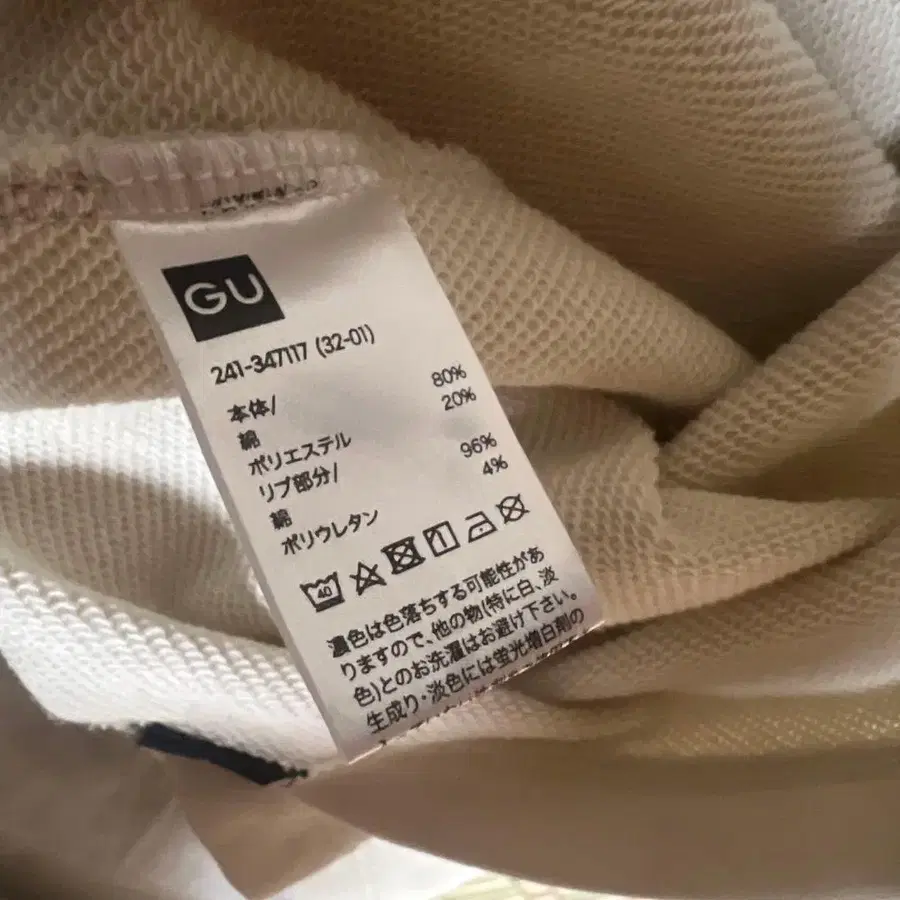 GU
241-347117 (32-01)
本体/
綿 80%
ポリエステル 20%
リブ部分/
綿 96%
ポリウレタン 4%
40
濃色は色落ちする可能性があ
りますので、他の物(特に白、淡
色)とのお洗濯はお避け下さい。
生成り・淡色には蛍光増白剤の